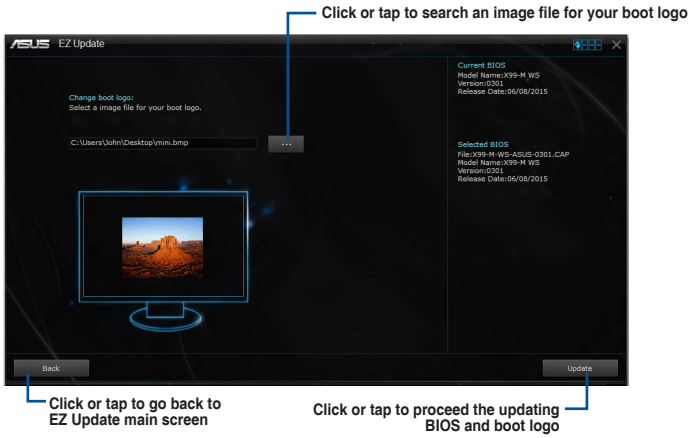 Click or tap to search an image file for your boot logo
ASUS EZ Update
Change boot logo:
Select a image file for your boot logo.
C:\Users\John\Desktop\mini.bmp
...
Current BIOS
Model Name:X99-M WS
Version:0301
Release Date:06/08/2015
Selected BIOS
File:X99-M-WS-ASUS-0301.CAP
Model Name:X99-M WS
Version:0301
Release Date:06/08/2015
Back
Update
Click or tap to go back to
EZ Update main screen
Click or tap to proceed the updating
BIOS and boot logo